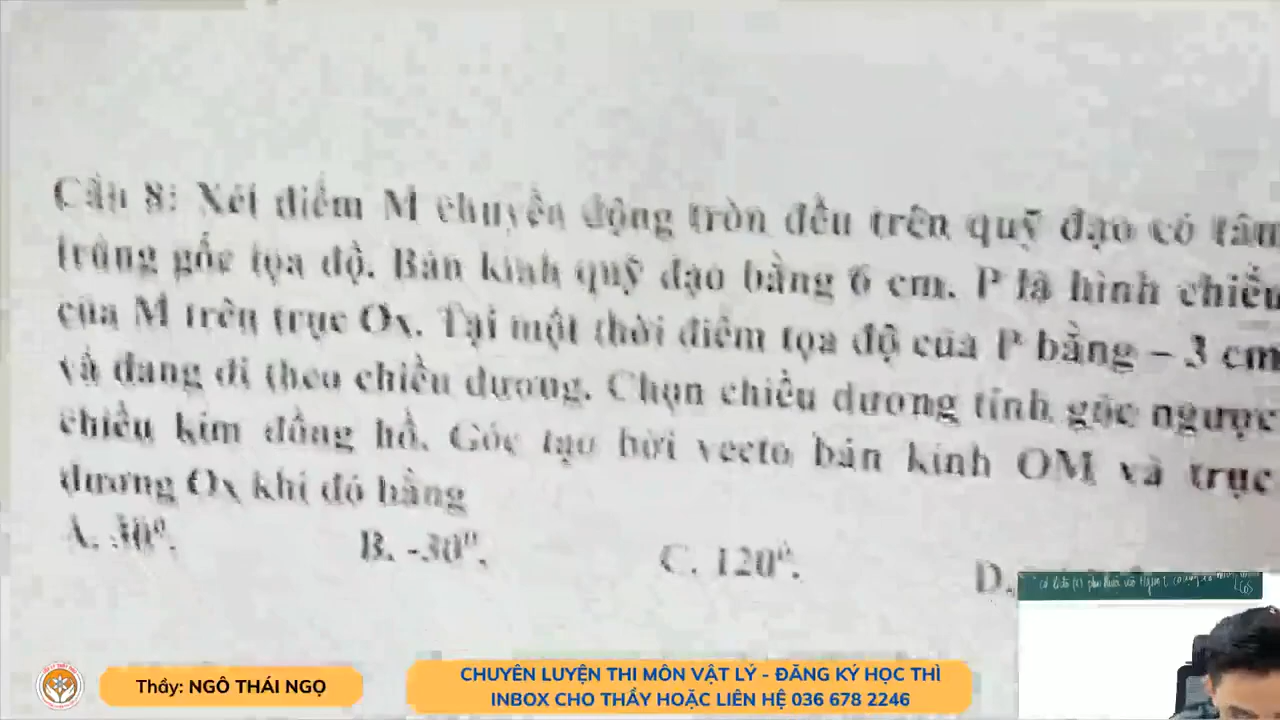 Câu 8: Xét điểm M chuyển động tròn đều trên quỹ đạo có tâm
trùng gốc tọa độ. Bán kính quỹ đạo bằng 6 cm. P là hình chiếu
của M trên trục Ox. Tại một thời điểm tọa độ của P bằng – 3 cm
và đang đi theo chiều dương. Chọn chiều dương tính góc ngược
chiều kim đồng hồ. Góc tạo bởi vecto bán kính OM và trục
dương Ox khi đó bằng
A. 30⁰. B. -30⁰. C. 120⁰. D.
Thầy: NGÔ THÁI NGỌ
CHUYÊN LUYỆN THI MÔN VẬT LÝ - ĐĂNG KÝ HỌC THÌ
INBOX CHO THẦY HOẶC LIÊN HỆ 036 678 2246